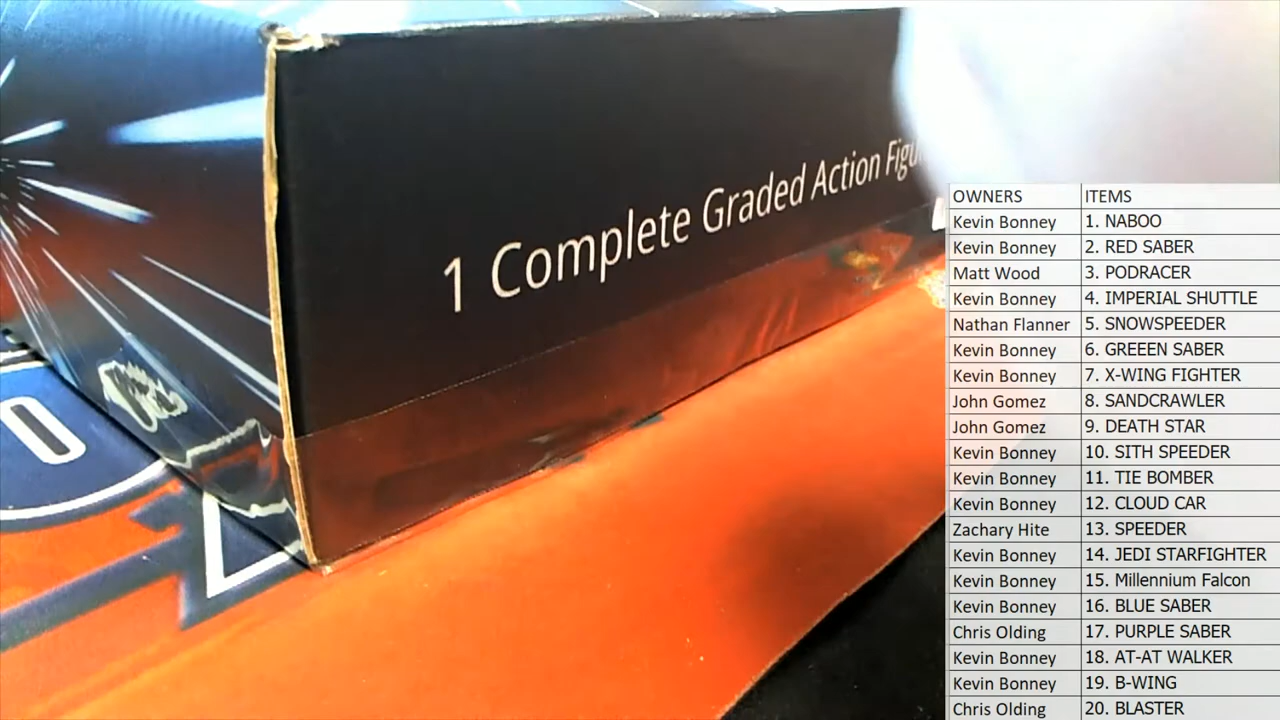 1 Complete Graded Action
0
OWNERS ITEMS
Kevin Bonney 1. NABOO
Kevin Bonney 2. RED SABER
Matt Wood 3. PODRACER
Kevin Bonney 4. IMPERIAL SHUTTLE
Nathan Flanner 5. SNOWSPEEDER
Kevin Bonney 6. GREEEN SABER
Kevin Bonney 7. X-WING FIGHTER
John Gomez 8. SANDCRAWLER
John Gomez 9. DEATH STAR
Kevin Bonney 10. SITH SPEEDER
Kevin Bonney 11. TIE BOMBER
Kevin Bonney 12. CLOUD CAR
Zachary Hite 13. SPEEDER
Kevin Bonney 14. JEDI STARFIGHTER
Kevin Bonney 15. Millennium Falcon
Kevin Bonney 16. BLUE SABER
Chris Olding 17. PURPLE SABER
Kevin Bonney 18. AT-AT WALKER
Kevin Bonney 19. B-WING
Chris Olding 20. BLASTER